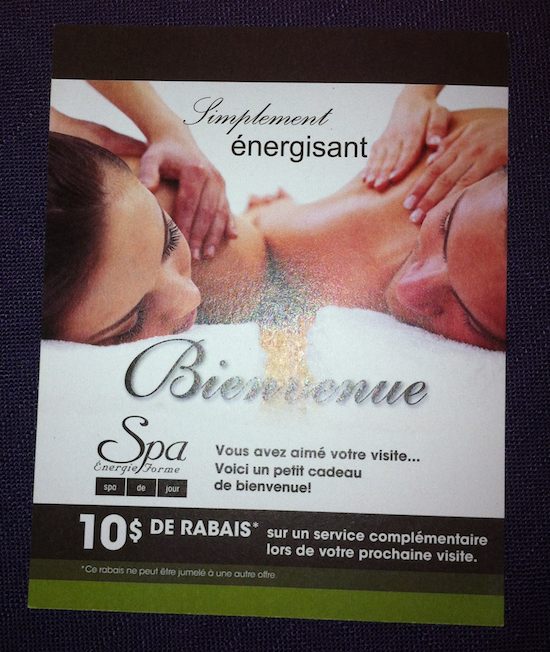 Simplement
énergisant
Bienvenue
Spa
Énergie Forme
spa de jour
Vous avez aimé votre visite...
Voici un petit cadeau
de bienvenue!
10$ DE RABAIS* sur un service complémentaire
lors de votre prochaine visite.
*Ce rabais ne peut être jumelé à une autre offre.